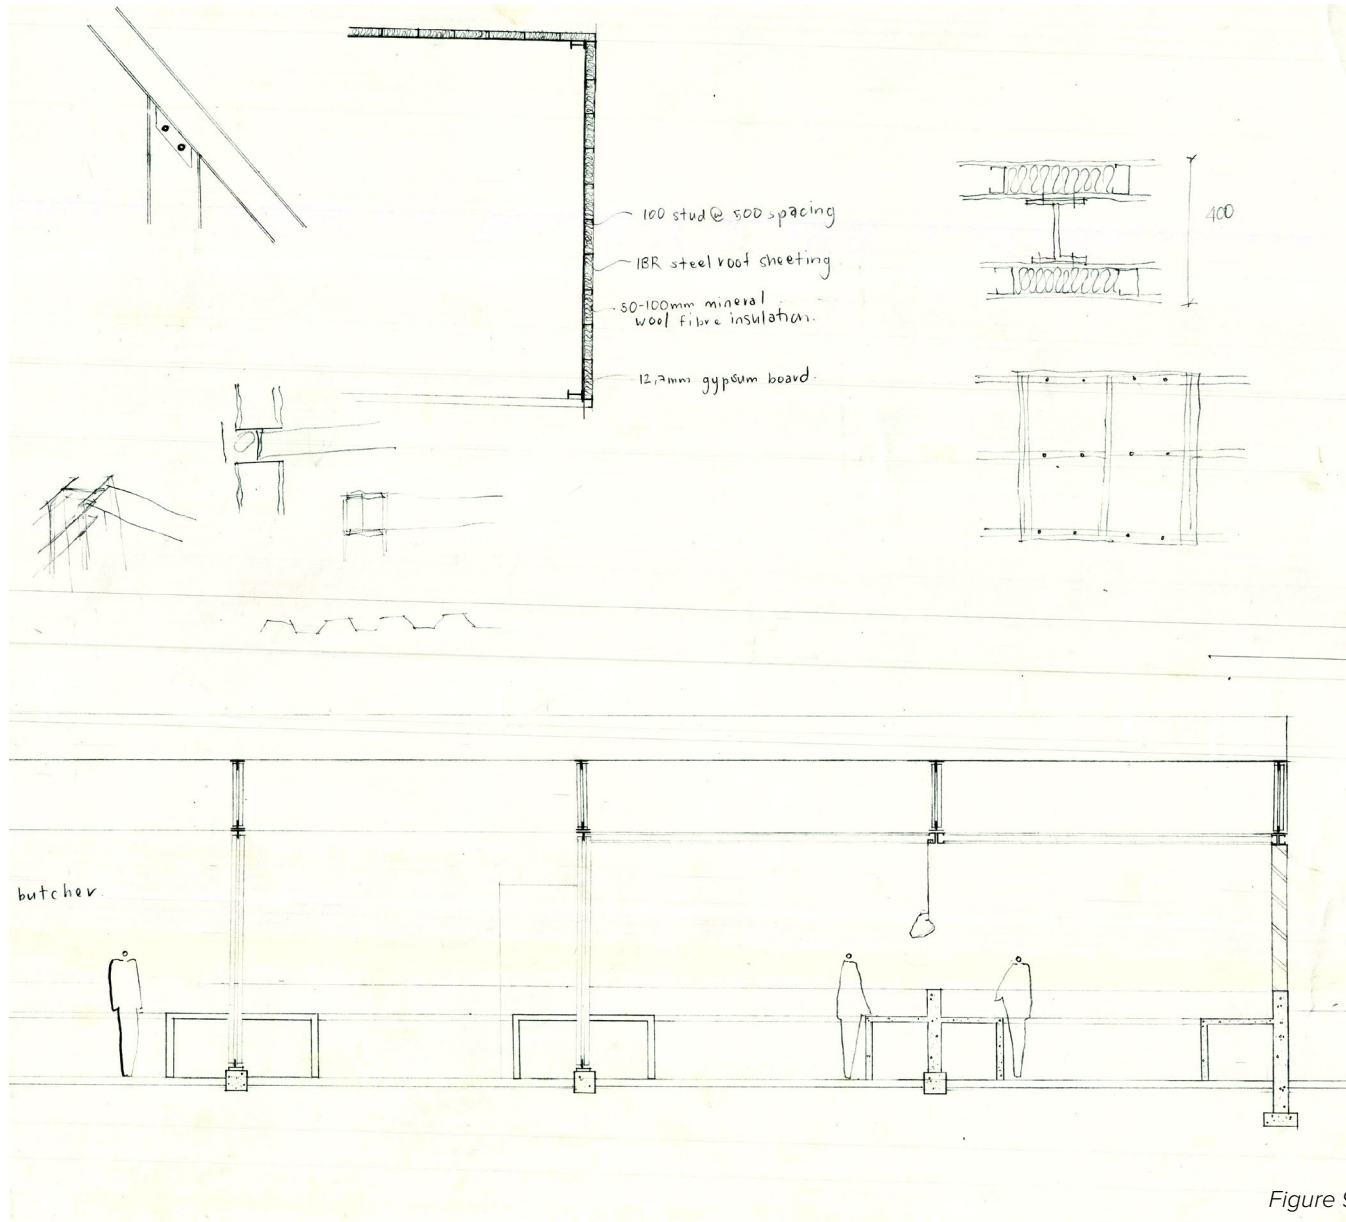 100 stud @ 500 spacing
IBR steel roof sheeting
50-100mm mineral
wool fibre insulation.
12,7mm gypsum board.
400
butcher
Figure 9